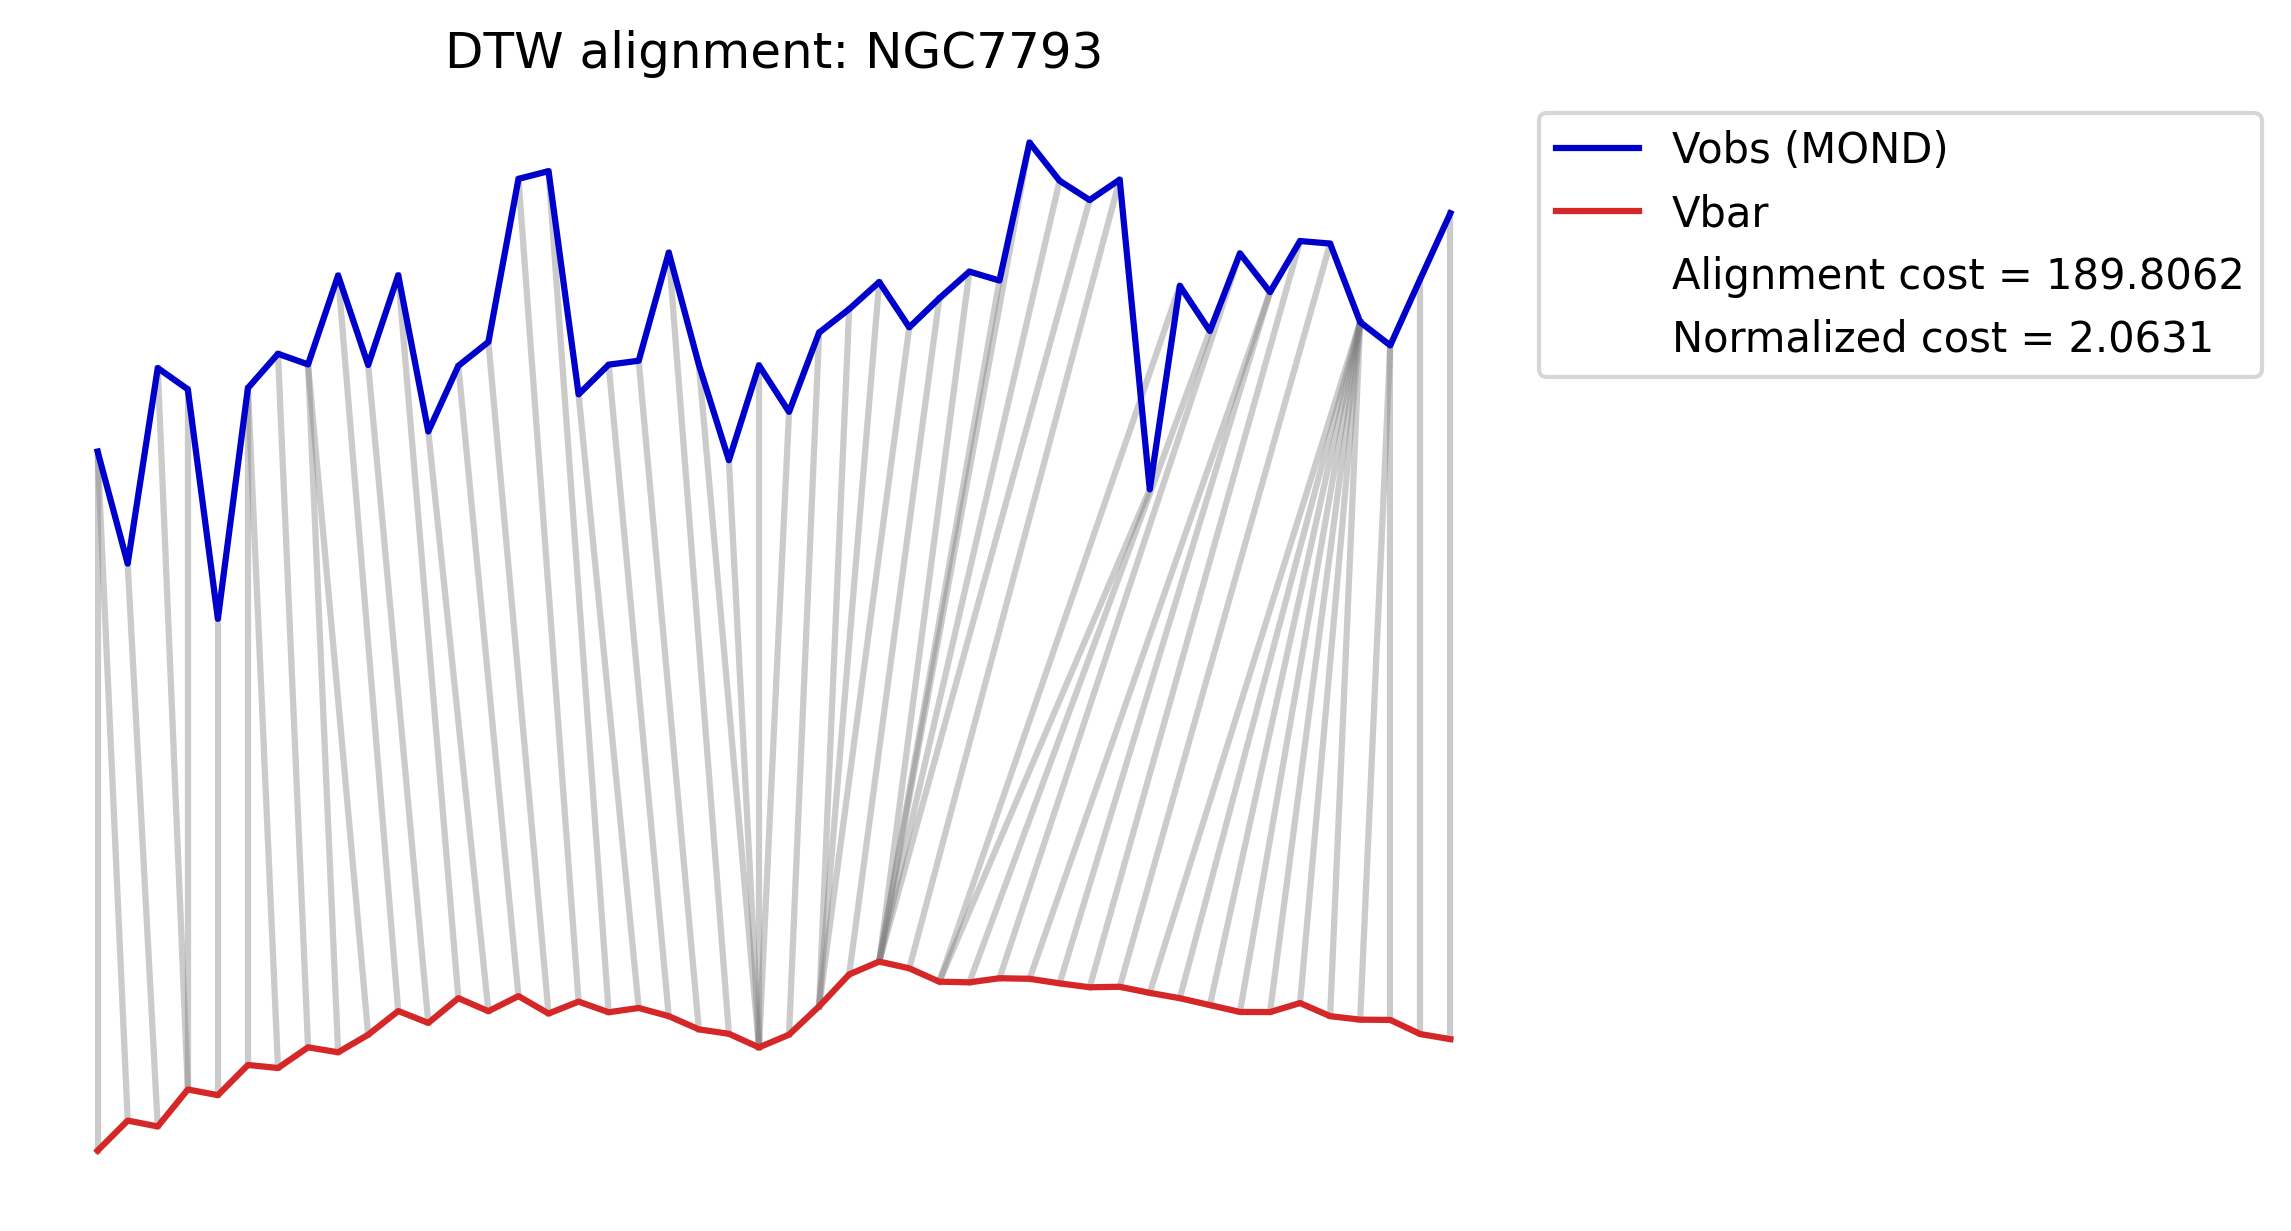 DTW alignment: NGC7793
Vobs (MOND)
Vbar
Alignment cost = 189.8062
Normalized cost = 2.0631